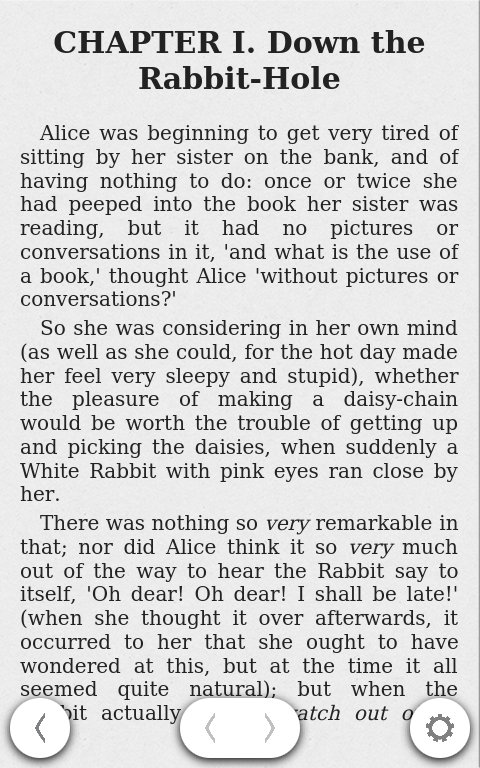 CHAPTER I. Down the
Rabbit-Hole
Alice was beginning to get very tired of
sitting by her sister on the bank, and of
having nothing to do: once or twice she
had peeped into the book her sister was
reading, but it had no pictures or
conversations in it, 'and what is the use of
a book,' thought Alice 'without pictures or
conversations?'
So she was considering in her own mind
(as well as she could, for the hot day made
her feel very sleepy and stupid), whether
the pleasure of making a daisy-chain
would be worth the trouble of getting up
and picking the daisies, when suddenly a
White Rabbit with pink eyes ran close by
her.
There was nothing so very remarkable in
that; nor did Alice think it so very much
out of the way to hear the Rabbit say to
itself, 'Oh dear! Oh dear! I shall be late!'
(when she thought it over afterwards, it
occurred to her that she ought to have
wondered at this, but at the time it all
seemed quite natural); but when the
actually out